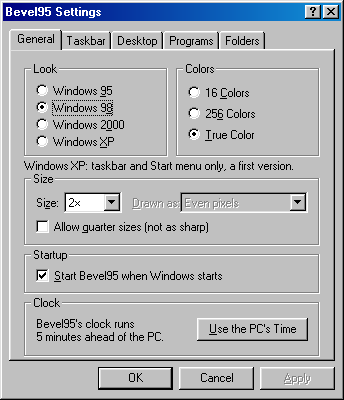 Bevel95 Settings
General Taskbar Desktop Programs Folders
Look
Windows 95
Windows 98
Windows 2000
Windows XP
Colors
16 Colors
256 Colors
True Color
Windows XP: taskbar and Start menu only, a first version.
Size
Size: 2x Drawn as: Even pixels
Allow quarter sizes (not as sharp)
Startup
Start Bevel95 when Windows starts
Clock
Bevel95's clock runs
5 minutes ahead of the PC.
Use the PC's Time
OK Cancel Apply